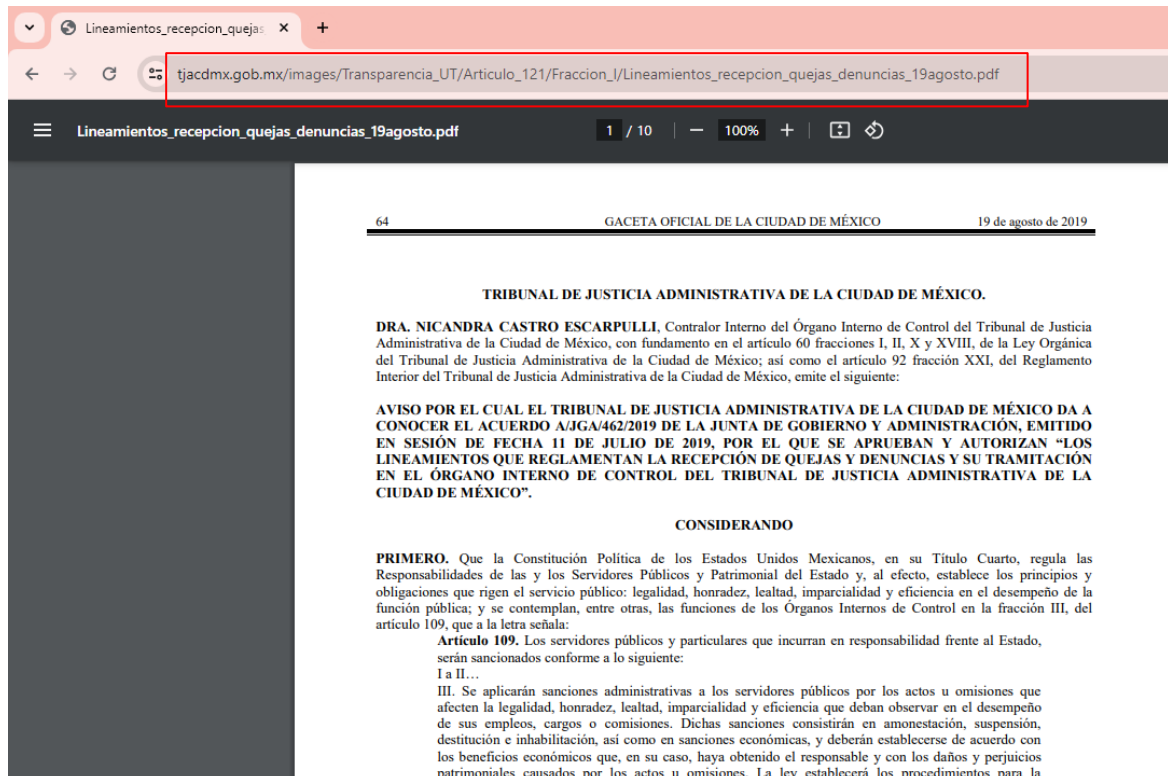 Lineamientos_recepcion_quejas
tjacdmx.gob.mx/images/Transparencia_UT/Articulo_121/Fraccion_I/Lineamientos_recepcion_quejas_denuncias_19agosto.pdf
Lineamientos_recepcion_quejas_denuncias_19agosto.pdf 1 / 10 | − 100% + |
64 GACETA OFICIAL DE LA CIUDAD DE MÉXICO 19 de agosto de 2019
TRIBUNAL DE JUSTICIA ADMINISTRATIVA DE LA CIUDAD DE MÉXICO.
DRA. NICANDRA CASTRO ESCARPULLI, Contralor Interno del Órgano Interno de Control del Tribunal de Justicia
Administrativa de la Ciudad de México, con fundamento en el artículo 60 fracciones I, II, X y XVIII, de la Ley Orgánica
del Tribunal de Justicia Administrativa de la Ciudad de México; así como el artículo 92 fracción XXI, del Reglamento
Interior del Tribunal de Justicia Administrativa de la Ciudad de México, emite el siguiente:
AVISO POR EL CUAL EL TRIBUNAL DE JUSTICIA ADMINISTRATIVA DE LA CIUDAD DE MÉXICO DA A
CONOCER EL ACUERDO A/JGA/462/2019 DE LA JUNTA DE GOBIERNO Y ADMINISTRACIÓN, EMITIDO
EN SESIÓN DE FECHA 11 DE JULIO DE 2019, POR EL QUE SE APRUEBAN Y AUTORIZAN “LOS
LINEAMIENTOS QUE REGLAMENTAN LA RECEPCIÓN DE QUEJAS Y DENUNCIAS Y SU TRAMITACIÓN
EN EL ÓRGANO INTERNO DE CONTROL DEL TRIBUNAL DE JUSTICIA ADMINISTRATIVA DE LA
CIUDAD DE MÉXICO”.
CONSIDERANDO
PRIMERO. Que la Constitución Política de los Estados Unidos Mexicanos, en su Título Cuarto, regula las
Responsabilidades de las y los Servidores Públicos y Patrimonial del Estado y, al efecto, establece los principios y
obligaciones que rigen el servicio público: legalidad, honradez, lealtad, imparcialidad y eficiencia en el desempeño de la
función pública; y se contemplan, entre otras, las funciones de los Órganos Internos de Control en la fracción III, del
artículo 109, que a la letra señala:
Artículo 109. Los servidores públicos y particulares que incurran en responsabilidad frente al Estado,
serán sancionados conforme a lo siguiente:
I a II…
III. Se aplicarán sanciones administrativas a los servidores públicos por los actos u omisiones que
afecten la legalidad, honradez, lealtad, imparcialidad y eficiencia que deban observar en el desempeño
de sus empleos, cargos o comisiones. Dichas sanciones consistirán en amonestación, suspensión,
destitución e inhabilitación, así como en sanciones económicas, y deberán establecerse de acuerdo con
los beneficios económicos que, en su caso, haya obtenido el responsable y con los daños y perjuicios
patrimoniales causados por los actos u omisiones. La ley establecerá los procedimientos para la